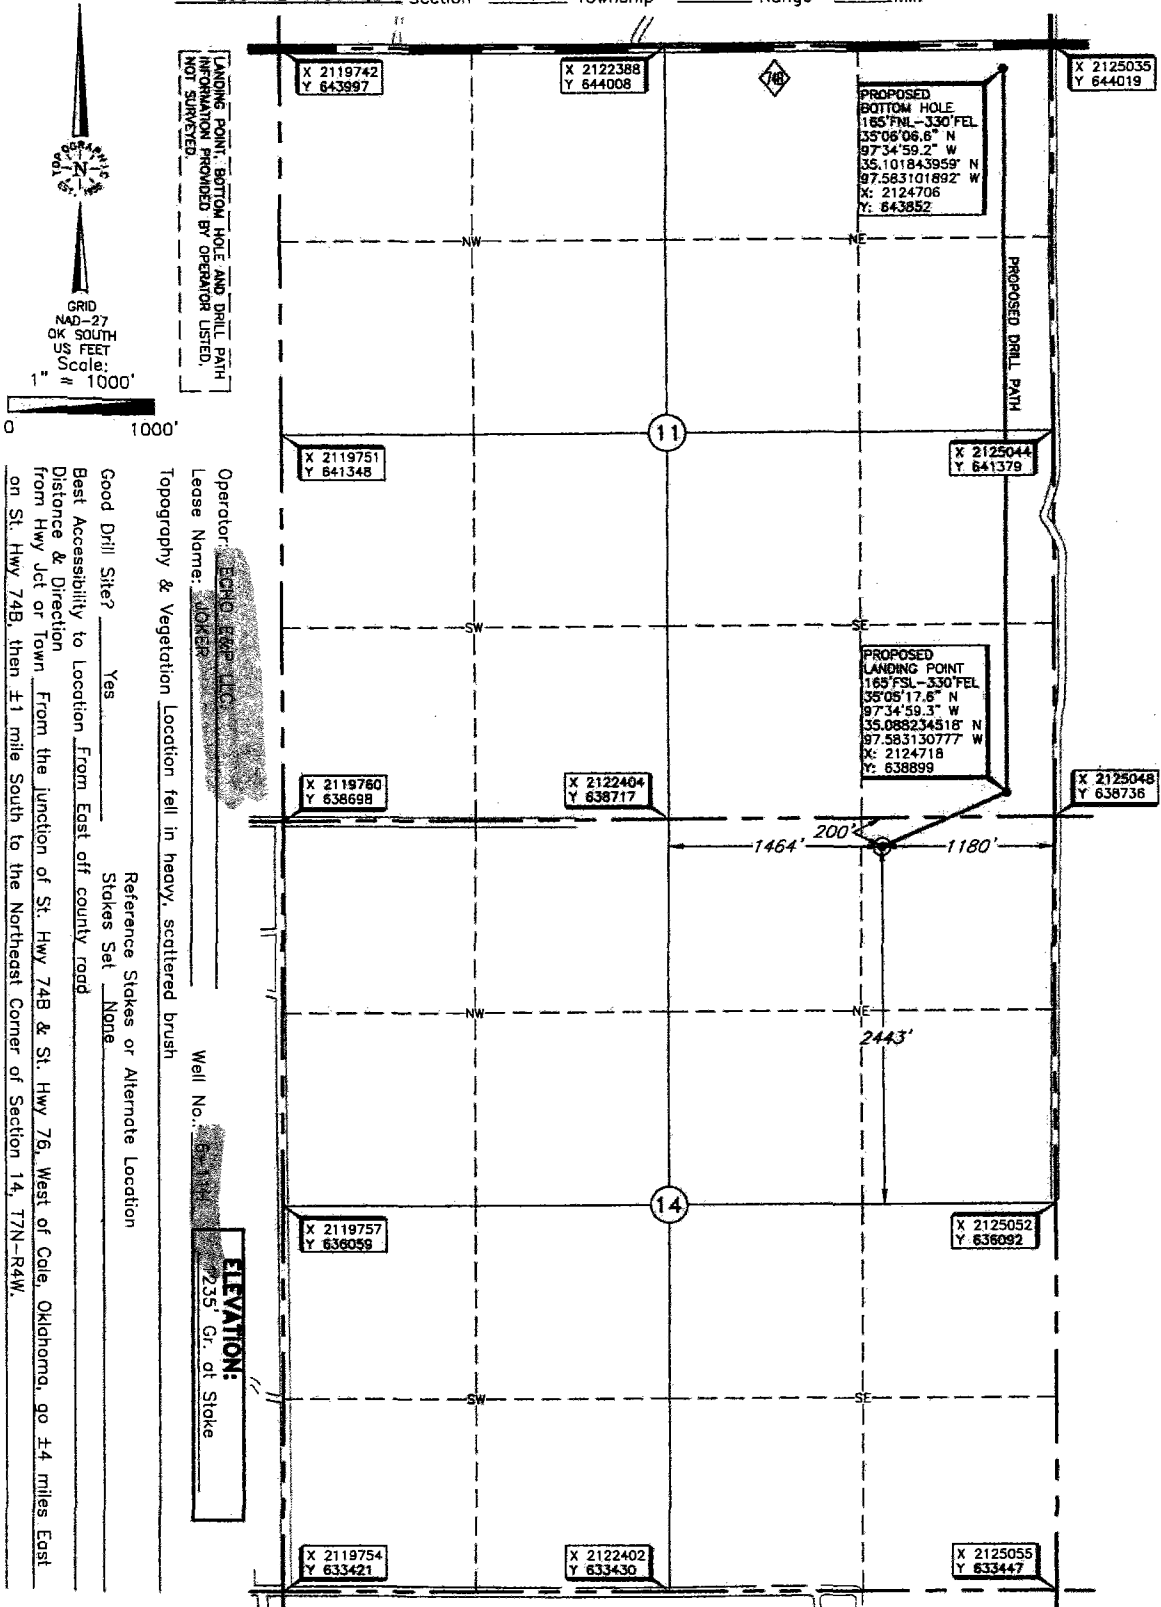 Section Township Range
X 2119742
Y 643997
X 2122388
Y 644008
74B
X 2125035
Y 644019
PROPOSED
BOTTOM HOLE
165'FNL-330'FEL
35°06'06.6" N
97°34'59.2" W
35.101843959° N
97.583101892° W
X: 2124706
Y: 643852
TOPOGRAPHIC
N
EST. 1950
GRID
NAD-27
OK SOUTH
US FEET
Scale:
1" = 1000'
0 1000'
LANDING POINT, BOTTOM HOLE AND DRILL PATH
INFORMATION PROVIDED BY OPERATOR LISTED,
NOT SURVEYED.
NW
NE
PROPOSED DRILL PATH
11
X 2119751
Y 641348
X 2125044
Y 641379
SW
SE
PROPOSED
LANDING POINT
165'FSL-330'FEL
35°05'17.6" N
97°34'59.3" W
35.088234518° N
97.583130777° W
X: 2124718
Y: 638899
X 2119760
Y 638698
X 2122404
Y 638717
X 2125048
Y 638736
200'
1464'
1180'
NW
NE
2443'
14
X 2119757
Y 636059
X 2125052
Y 636092
SW
SE
X 2119754
Y 633421
X 2122402
Y 633430
X 2125055
Y 633447
Operator: ECHO E&P, LLC.
Lease Name: JOKER Well No.:
ELEVATION:
1235' Gr. at Stake
Topography & Vegetation Location fell in heavy, scattered brush
Reference Stakes or Alternate Location
Good Drill Site? Yes Stakes Set None
Best Accessibility to Location From East off county road
Distance & Direction
from Hwy Jct or Town From the junction of St. Hwy 74B & St. Hwy 76, West of Cole, Oklahoma, go ±4 miles East
on St. Hwy 74B, then ±1 mile South to the Northeast Corner of Section 14, T7N-R4W.